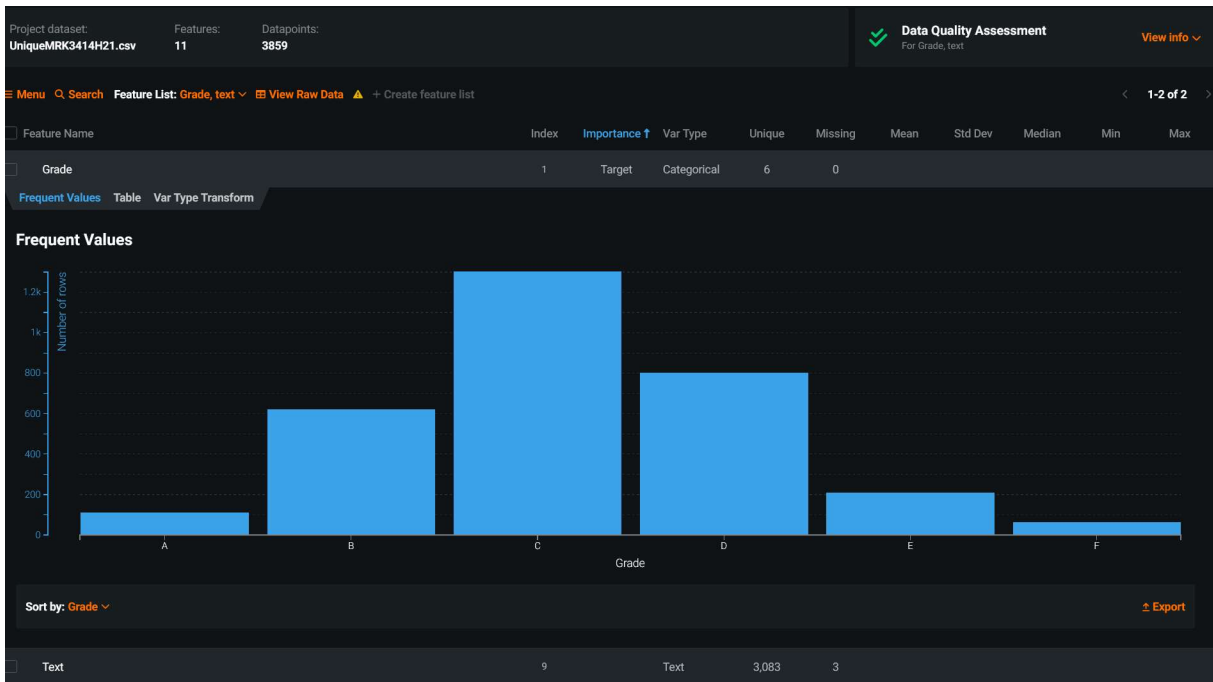 Project dataset: Features: Datapoints:
UniqueMRK3414H21.csv 11 3859
Data Quality Assessment
For Grade, text
View info
Menu Search Feature List: Grade, text View Raw Data + Create feature list
1-2 of 2
Feature Name Index Importance Var Type Unique Missing Mean Std Dev Median Min Max
Grade 1 Target Categorical 6 0
Frequent Values Table Var Type Transform
Frequent Values
Number of rows
1.2k
1k
800
600
400
200
0
A B C D E F
Grade
Sort by: Grade
Export
Text 9 Text 3,083 3